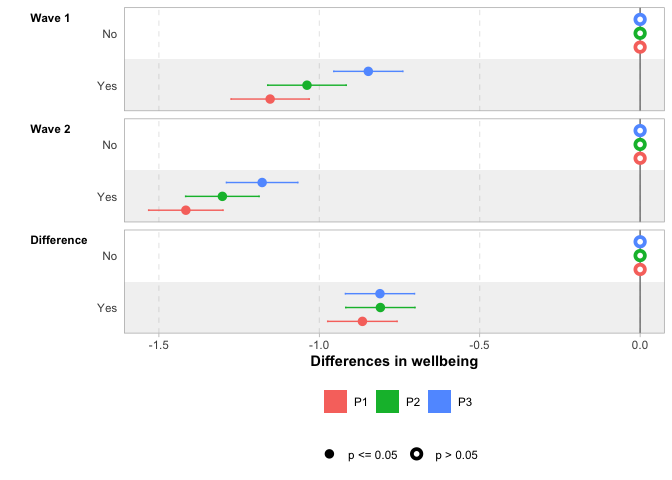 Wave 1
No
Yes
Wave 2
No
Yes
Difference
No
Yes
-1.5 -1.0 -0.5 0.0
Differences in wellbeing
P1 P2 P3
p <= 0.05 p > 0.05